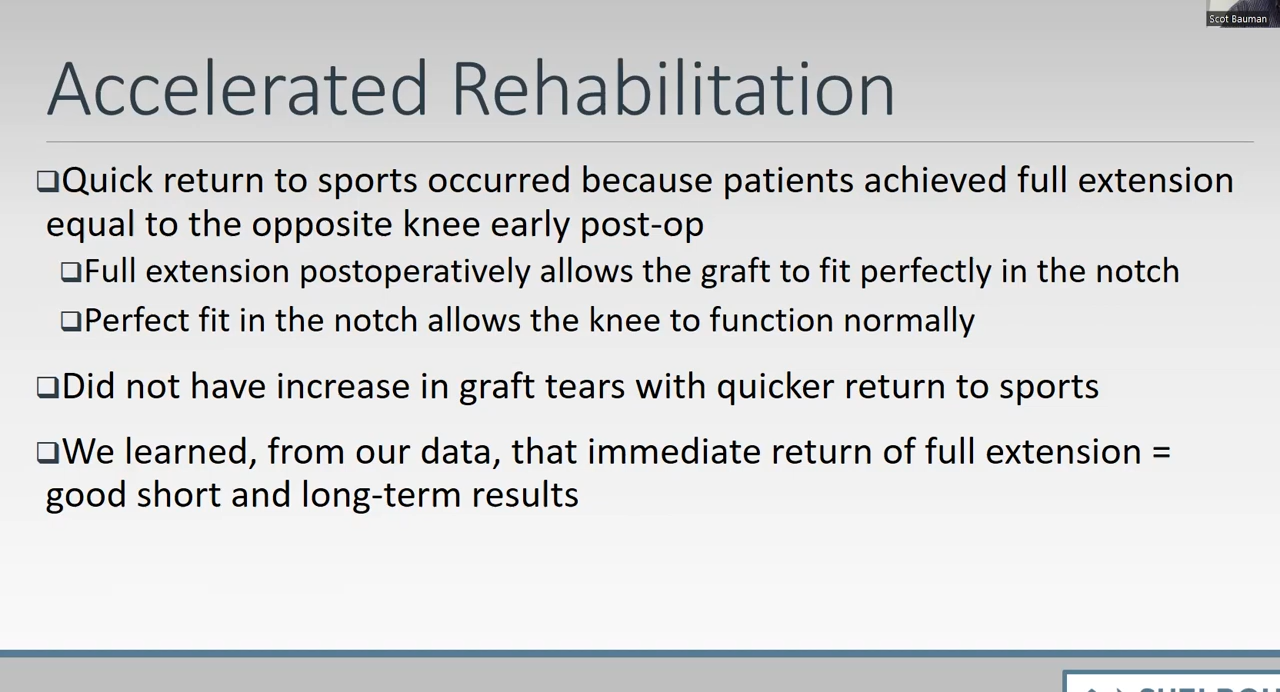 Scot Bauman
Accelerated Rehabilitation
❑Quick return to sports occurred because patients achieved full extension
equal to the opposite knee early post-op
❑Full extension postoperatively allows the graft to fit perfectly in the notch
❑Perfect fit in the notch allows the knee to function normally
❑Did not have increase in graft tears with quicker return to sports
❑We learned, from our data, that immediate return of full extension =
good short and long-term results